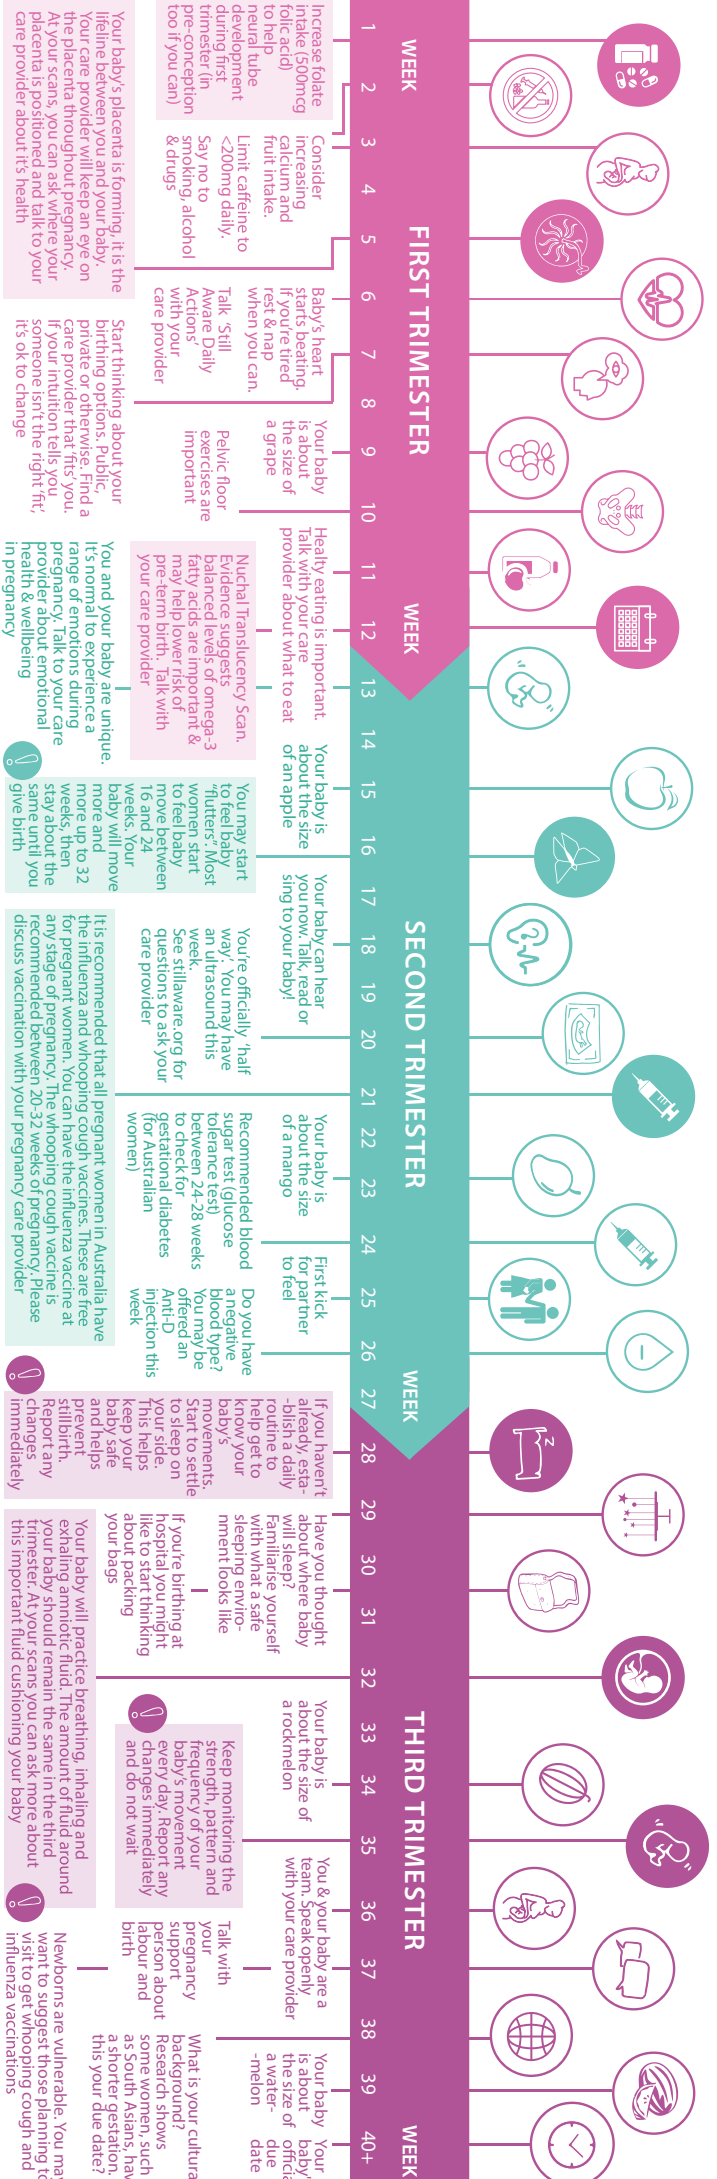 WEEK
FIRST TRIMESTER
WEEK
SECOND TRIMESTER
WEEK
THIRD TRIMESTER
WEEK
1
2
3
4
5
6
7
8
9
10
11
12
13
14
15
16
17
18
19
20
21
22
23
24
25
26
27
28
29
30
31
32
33
34
35
36
37
38
39
40+
Increase folate
intake (500mcg
folic acid)
to help
neural tube
development
during first
trimester (in
pre-conception
too if you can)
Consider
increasing
calcium and
fruit intake.
Limit caffeine to
<200mg daily.
Say no to
smoking, alcohol
& drugs
Your baby's placenta is forming, it is the
lifeline between you and your baby.
Your care provider will keep an eye on
the placenta throughout pregnancy.
At your scans, you can ask where your
placenta is positioned and talk to your
care provider about it's health
Baby's heart
starts beating.
If you're tired
rest & nap
when you can.
Talk 'Still
Aware Daily
Actions'
with your
care provider
Start thinking about your
birthing options. Public,
private or otherwise. Find a
care provider that 'fits' you.
If your intuition tells you
someone isn't the right 'fit',
it's ok to change
Your baby
is about
the size of
a grape
Pelvic floor
exercises are
important
Healty eating is important.
Talk with your care
provider about what to eat
Nuchal Translucency Scan.
Evidence suggests
balanced levels of omega-3
fatty acids are important &
may help lower risk of
pre-term birth. Talk with
your care provider
You and your baby are unique.
It's normal to experience a
range of emotions during
pregnancy. Talk to your care
provider about emotional
health & wellbeing
in pregnancy
Your baby is
about the size
of an apple
!
You may start
to feel baby
"flutters". Most
women start
to feel baby
move between
16 and 24
weeks. Your
baby will move
more and
more up to 32
weeks, then
stay about the
same until you
give birth
Your baby can hear
you now. Talk, read or
sing to your baby!
You're officially 'half
way'. You may have
an ultrasound this
week.
See stillaware.org for
questions to ask your
care provider
It is recommended that all pregnant women in Australia have
the influenza and whooping cough vaccines. These are free
for pregnant women. You can have the influenza vaccine at
any stage of pregnancy. The whooping cough vaccine is
recommended between 20-32 weeks of pregnancy. Please
discuss vaccination with your pregnancy care provider
Your baby is
about the size
of a mango
Recommended blood
sugar test (glucose
tolerance test)
between 24-28 weeks
to check for
gestational diabetes
(for Australian
women)
First kick
for partner
to feel
Do you have
a negative
blood type?
You may be
offered an
Anti-D
injection this
week
!
If you haven't
already, esta-
-blish a daily
routine to
help get to
know your
baby's
movements.
Start to settle
to sleep on
your side.
This helps
keep your
baby safe
and helps
prevent
stillbirth.
Report any
changes
immediately
z
Have you thought
about where baby
will sleep?
Familiarise yourself
with what a safe
sleeping enviro-
nment looks like
If you're birthing at
hospital you might
like to start thinking
about packing
your bags
Your baby will practice breathing, inhaling and
exhaling amniotic fluid. The amount of fluid around
your baby should remain the same in the third
trimester. At your scans you can ask more about
this important fluid cushioning your baby
Your baby is
about the size of
a rockmelon
!
Keep monitoring the
strength, pattern and
frequency of your
baby's movement
every day. Report any
changes immediately
and do not wait
You & your baby are a
team. Speak openly
with your care provider
Talk with
your
pregnancy
support
person about
labour and
birth
!
Newborns are vulnerable. You may
want to suggest those planning to
visit to get whooping cough and
influenza vaccinations
What is your cultura
background?
Research shows
some women, such
as South Asians, hav
a shorter gestation.
this your due date?
Your baby
is about
the size of
a water-
-melon
Your
baby'
officia
due
date